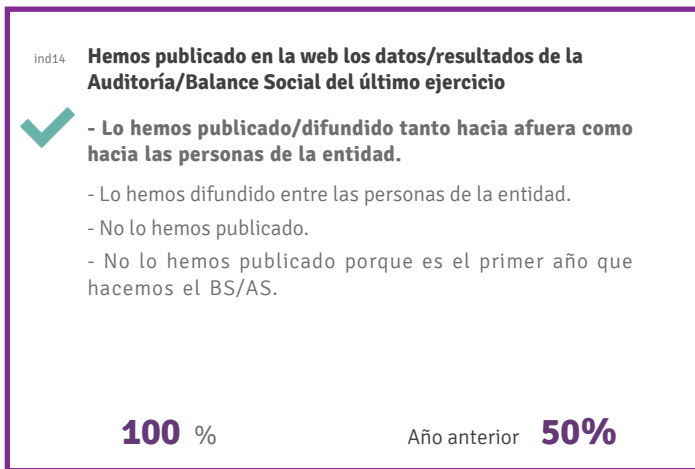 ind14 Hemos publicado en la web los datos/resultados de la
Auditoría/Balance Social del último ejercicio
- Lo hemos publicado/difundido tanto hacia afuera como
hacia las personas de la entidad.
- Lo hemos difundido entre las personas de la entidad.
- No lo hemos publicado.
- No lo hemos publicado porque es el primer año que
hacemos el BS/AS.
100 % Año anterior 50%